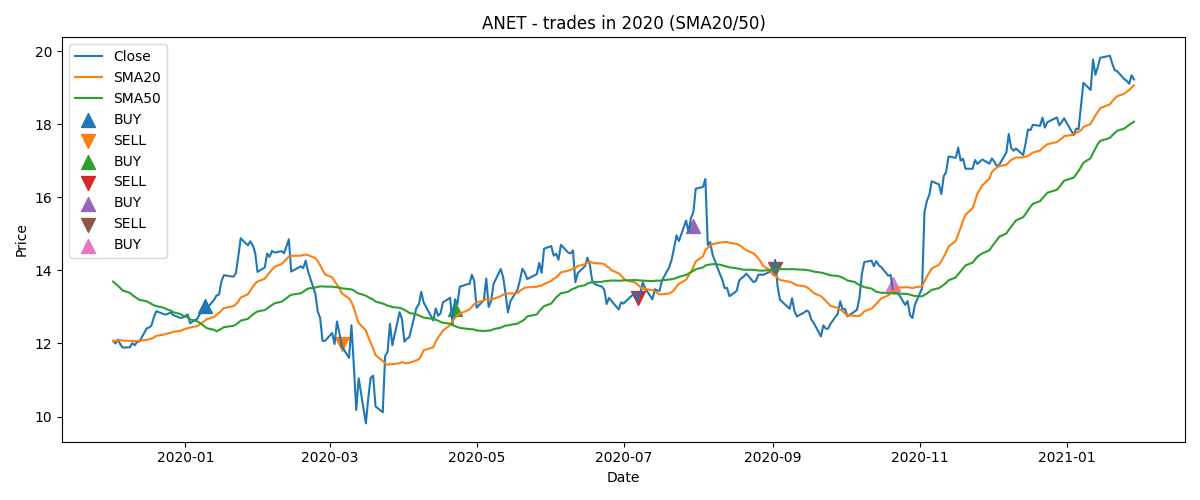 ANET - trades in 2020 (SMA20/50)
Close
SMA20
SMA50
BUY
SELL
BUY
SELL
BUY
SELL
BUY
Price
20
18
16
14
12
10
2020-01
2020-03
2020-05
2020-07
2020-09
2020-11
2021-01
Date